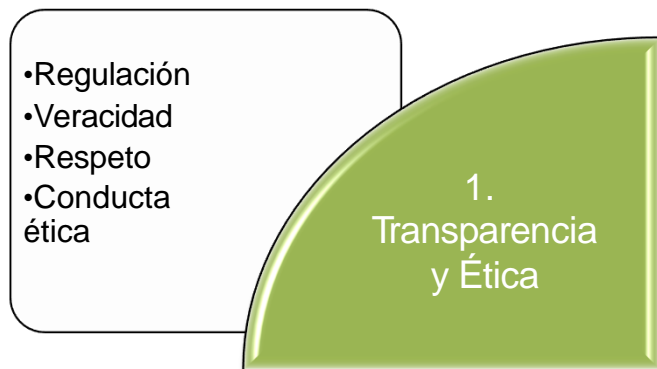 •Regulación
•Veracidad
•Respeto
•Conducta
ética
1.
Transparencia
y Ética